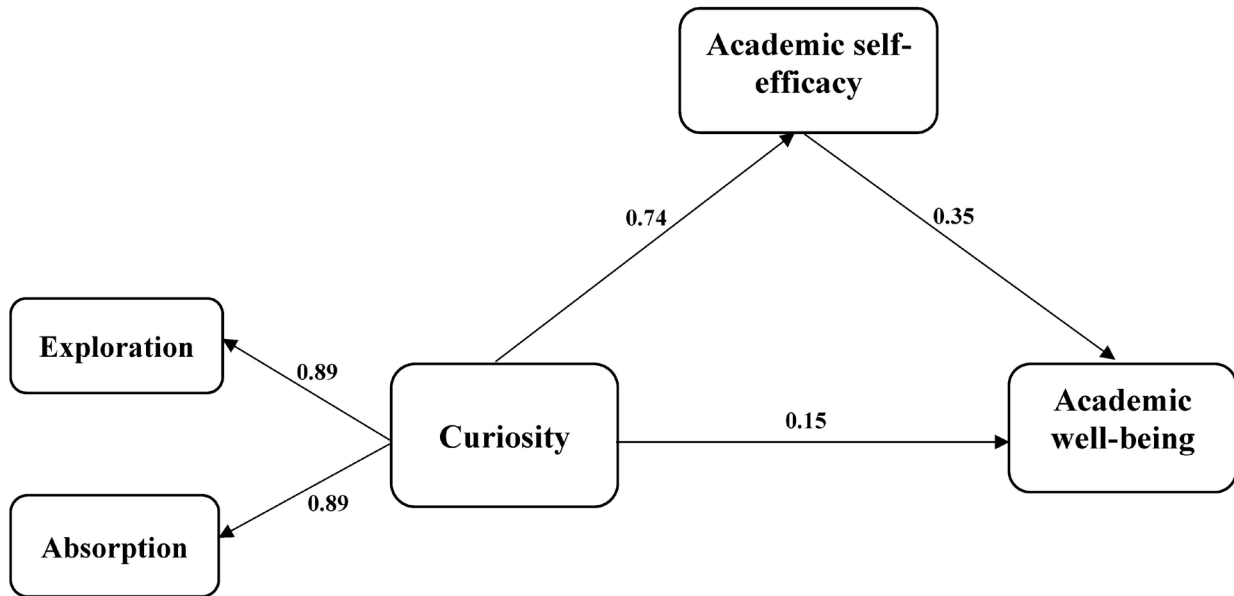 Academic self-
efficacy
0.74
0.35
Exploration
0.89
Curiosity
0.15
Academic
well-being
0.89
Absorption